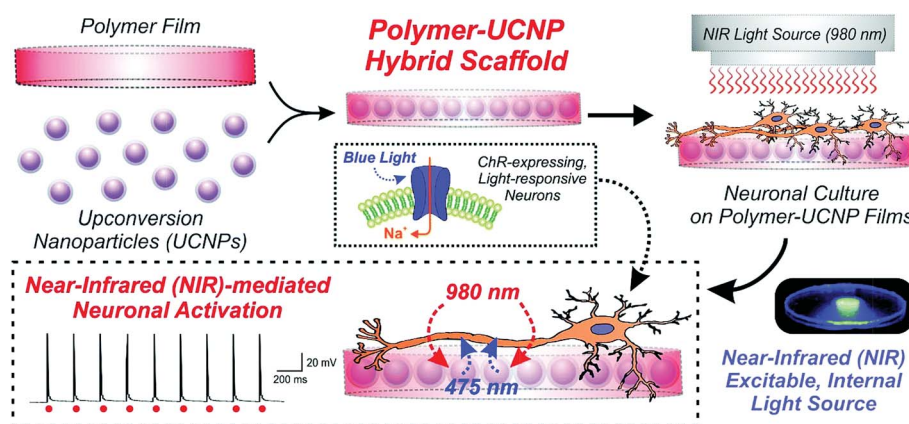 Polymer Film
Upconversion
Nanoparticles (UCNPs)
Polymer-UCNP
Hybrid Scaffold
NIR Light Source (980 nm)
Blue Light
Na⁺
ChR-expressing,
Light-responsive
Neurons
Neuronal Culture
on Polymer-UCNP Films
Near-Infrared (NIR)-mediated
Neuronal Activation
20 mV
200 ms
980 nm
475 nm
Near-Infrared (NIR)
Excitable, Internal
Light Source